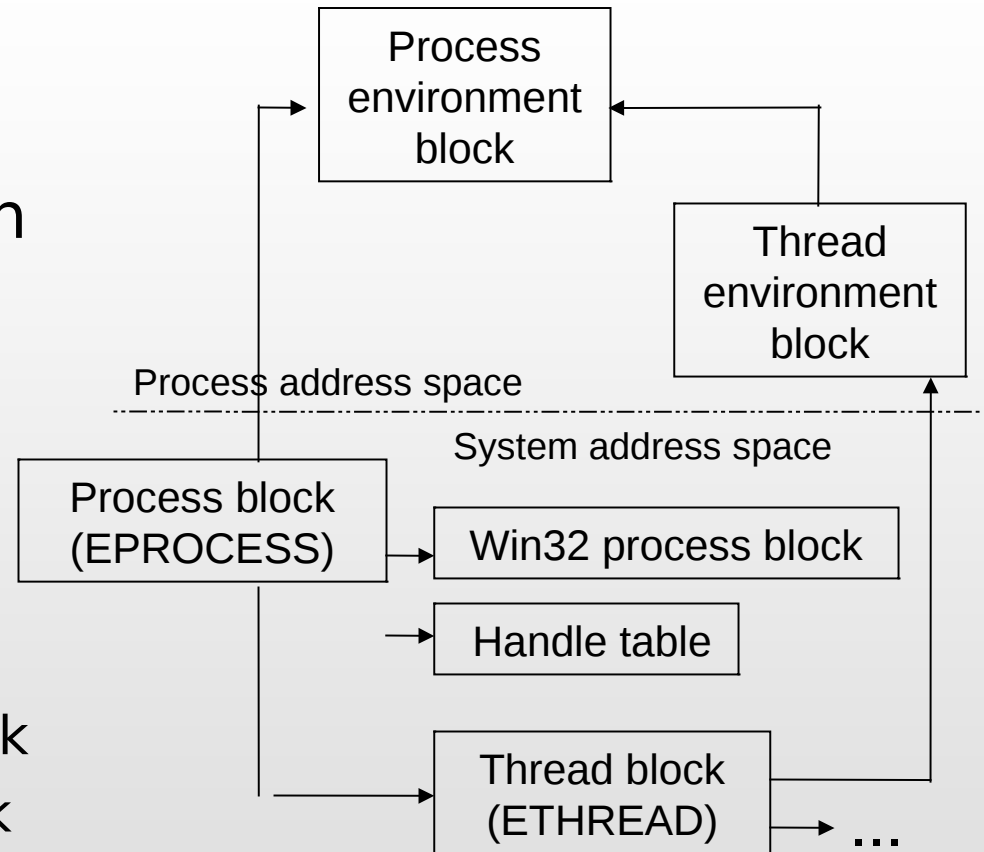 Process
environment
block
n
Thread
environment
block
Process address space
System address space
Process block
(EPROCESS)
Win32 process block
Handle table
k
Thread block
(ETHREAD)
k
...